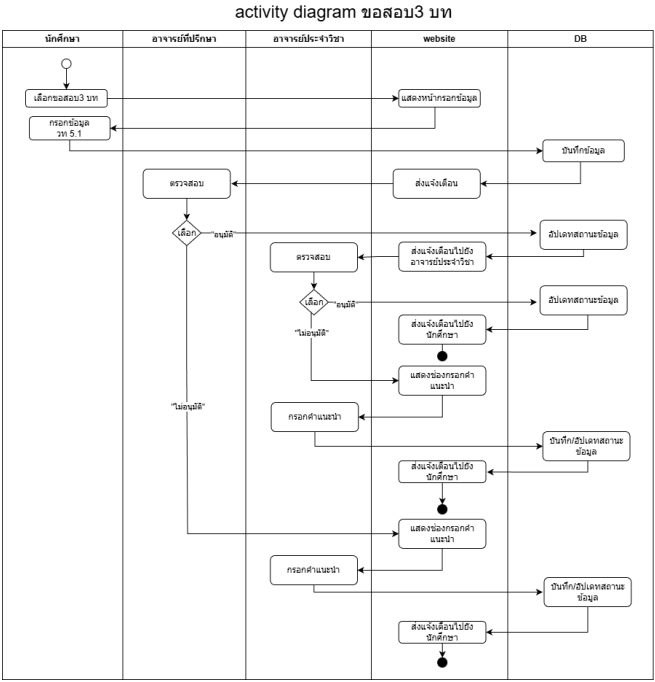 activity diagram ขอสอบ3 บท
นักศึกษา
อาจารย์ที่ปรึกษา
อาจารย์ประจำวิชา
website
DB
เลือกขอสอบ3 บท
แสดงหน้ากรอกข้อมูล
กรอกข้อมูล
วท 5.1
บันทึกข้อมูล
ตรวจสอบ
ส่งแจ้งเตือน
เลือก
"อนุมัติ"
อัปเดทสถานะข้อมูล
ตรวจสอบ
ส่งแจ้งเตือนไปยัง
อาจารย์ประจำวิชา
เลือก
"อนุมัติ"
อัปเดทสถานะข้อมูล
"ไม่อนุมัติ"
ส่งแจ้งเตือนไปยัง
นักศึกษา
แสดงช่องกรอกคำ
แนะนำ
"ไม่อนุมัติ"
กรอกคำแนะนำ
บันทึก/อัปเดทสถานะ
ข้อมูล
ส่งแจ้งเตือนไปยัง
นักศึกษา
แสดงช่องกรอกคำ
แนะนำ
กรอกคำแนะนำ
บันทึก/อัปเดทสถานะ
ข้อมูล
ส่งแจ้งเตือนไปยัง
นักศึกษา